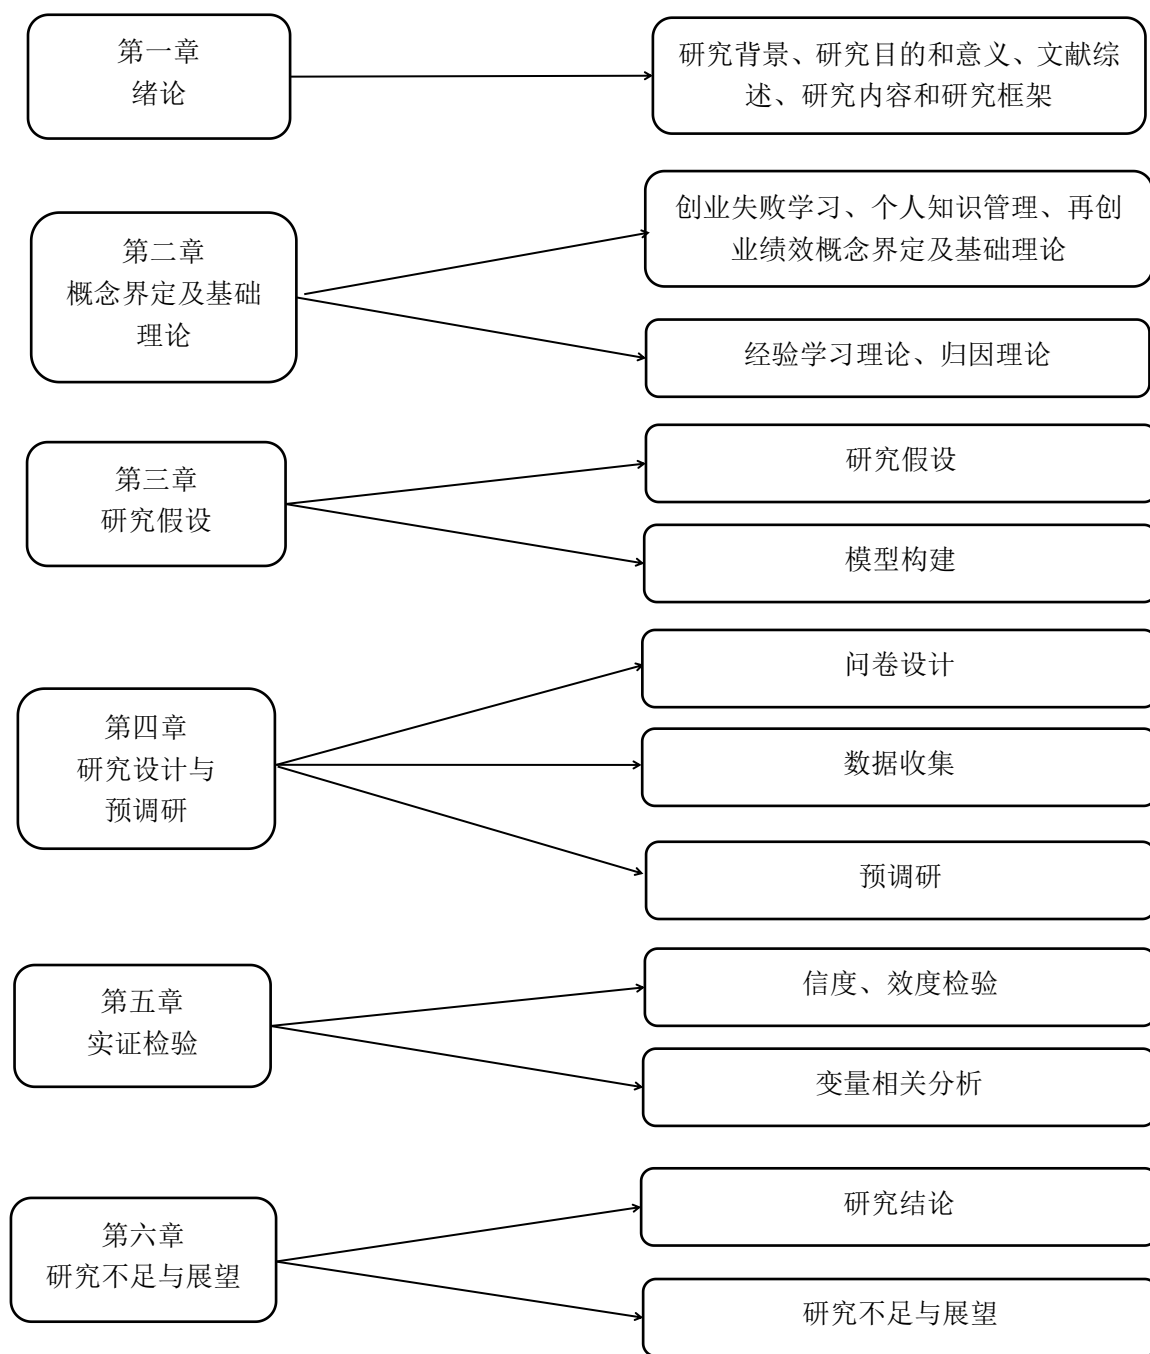 第一章
绪论
研究背景、研究目的和意义、文献综
述、研究内容和研究框架
第二章
概念界定及基础
理论
创业失败学习、个人知识管理、再创
业绩效概念界定及基础理论
经验学习理论、归因理论
第三章
研究假设
研究假设
模型构建
第四章
研究设计与
预调研
问卷设计
数据收集
预调研
第五章
实证检验
信度、效度检验
变量相关分析
第六章
研究不足与展望
研究结论
研究不足与展望